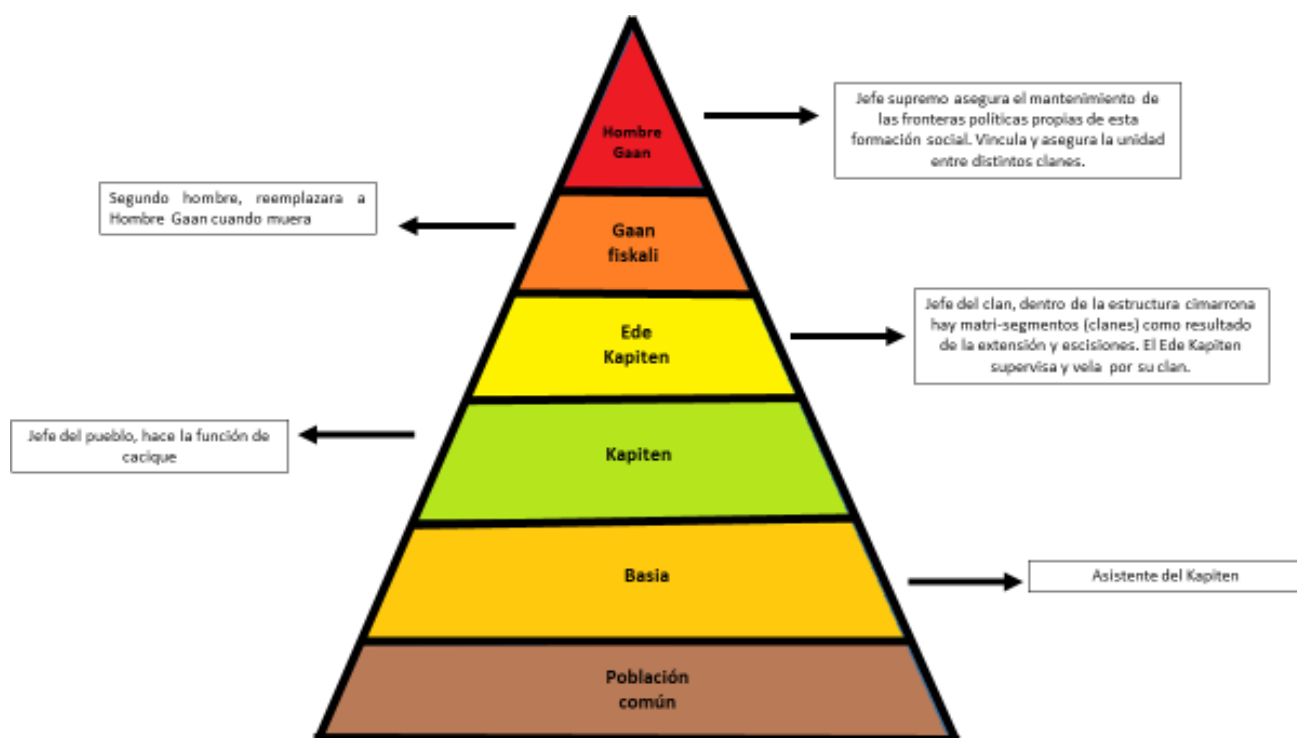 Hombre
Gaan
Jefe supremo asegura el mantenimiento de
las fronteras políticas propias de esta
formación social. Vincula y asegura la unidad
entre distintos clanes.
Segundo hombre, reemplazara a
Hombre Gaan cuando muera
Gaan
fiskali
Ede
Kapiten
Jefe del clan, dentro de la estructura cimarrona
hay matri-segmentos (clanes) como resultado
de la extensión y escisiones. El Ede Kapiten
supervisa y vela por su clan.
Jefe del pueblo, hace la función de
cacique
Kapiten
Basia
Asistente del Kapiten
Población
común